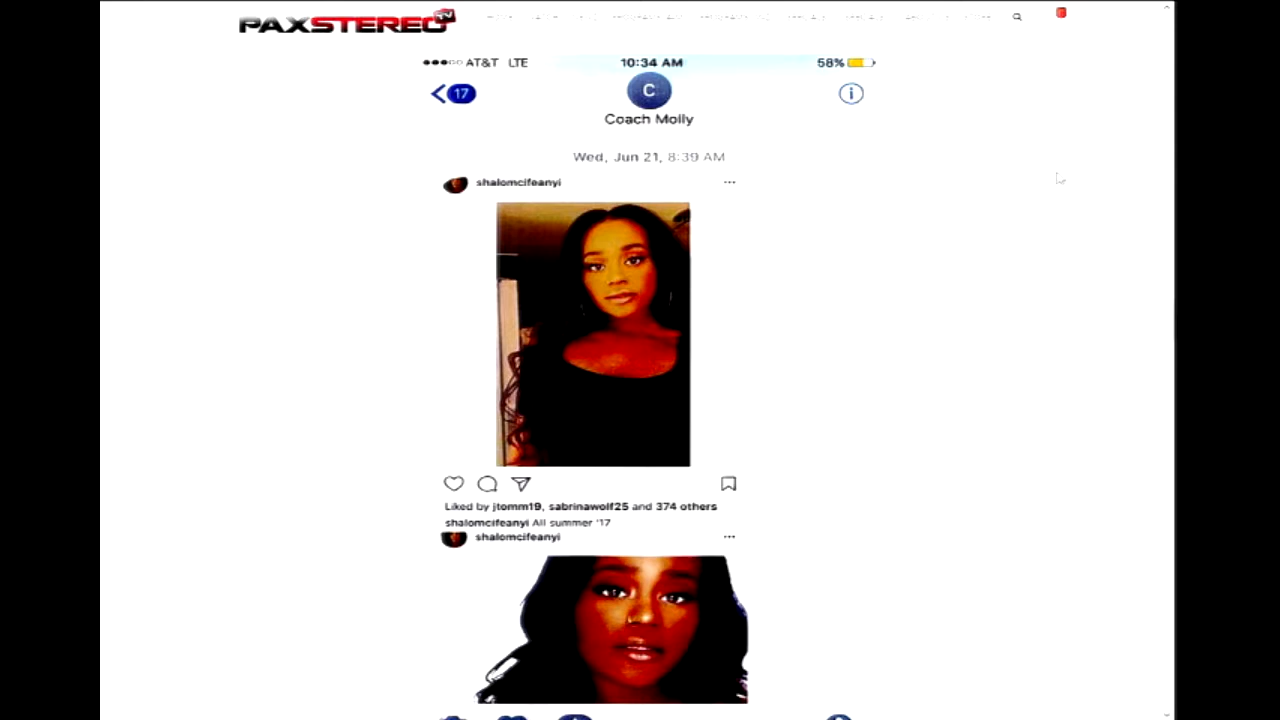 PAXSTEREO TV
AT&T LTE 10:34 AM 58%
17
C
Coach Molly
Wed, Jun 21, 8:39 AM
shalomcifeanyi
Liked by jtomm19, sabrinawolf25 and 374 others
shalomcifeanyi All summer '17
shalomcifeanyi